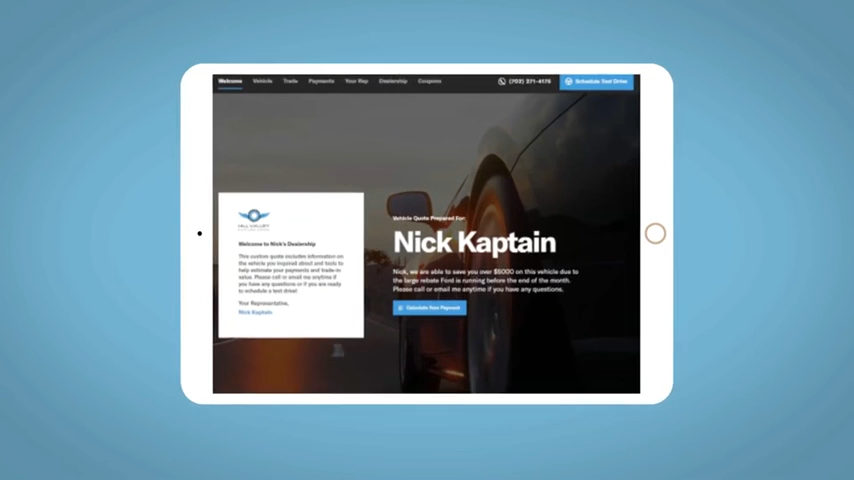 Welcome Vehicle Trade Payments Your Rep Dealership Coupons (702) 271-4175 Schedule Test Drive
HILL VALLEY
Welcome to Nick's Dealership
This custom quote includes information on
the vehicle you inquired about and tools to
help estimate your payments and trade-in
value. Please call or email me anytime if
you have any questions or if you are ready
to schedule a test drive!
Your Representative,
Nick Kaptain
Vehicle Quote Prepared For:
Nick Kaptain
Nick, we are able to save you over $5000 on this vehicle due to
the large rebate Ford is running before the end of the month.
Please call or email me anytime if you have any questions.
Calculate Your Payment